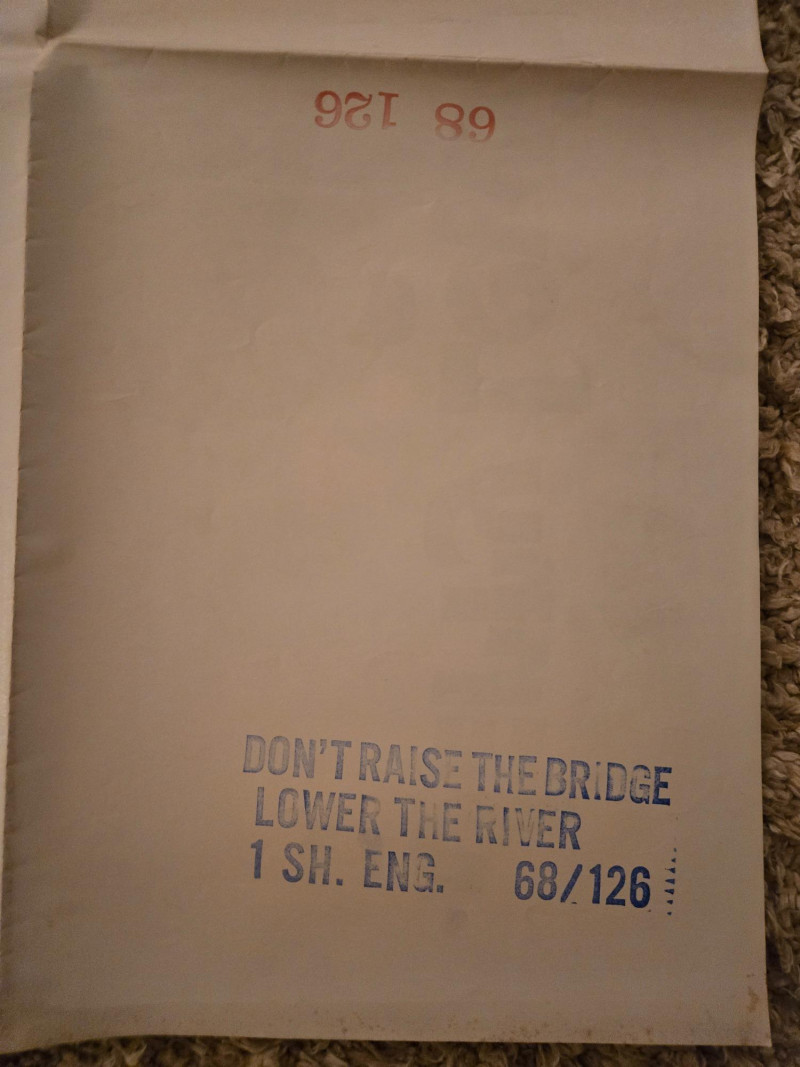 68 126
DON'T RAISE THE BRIDGE
LOWER THE RIVER
1 SH. ENG. 68/126